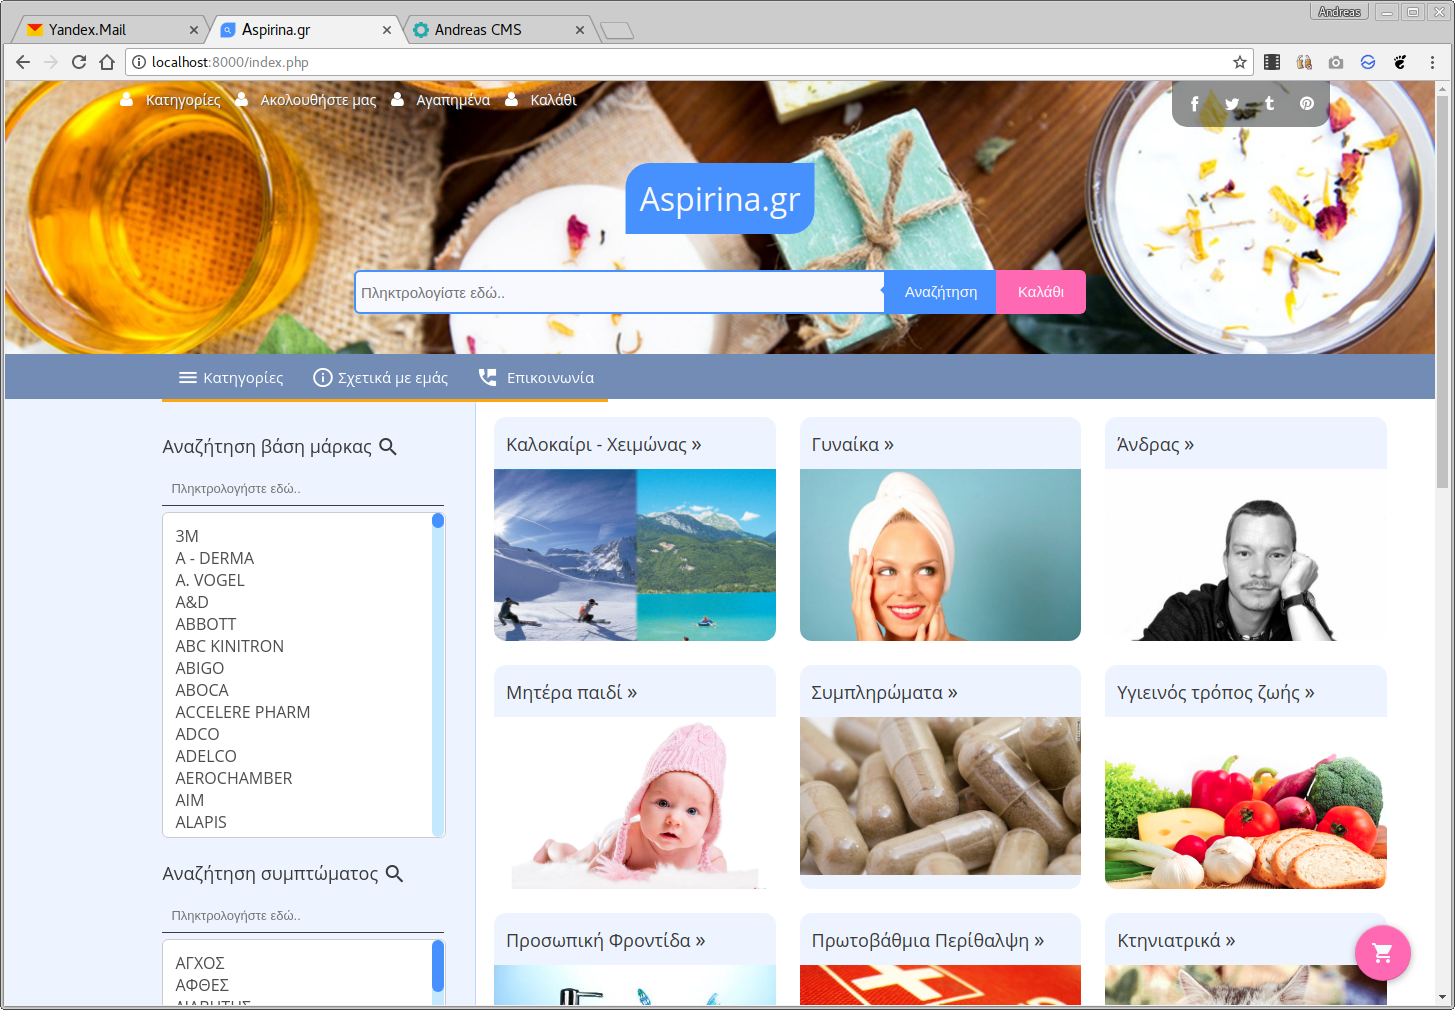 Andreas
Yandex.Mail
Aspirina.gr
Andreas CMS
localhost:8000/index.php
Κατηγορίες
Ακολουθήστε μας
Αγαπημένα
Καλάθι
Aspirina.gr
Πληκτρολογίστε εδώ..
Αναζήτηση
Καλάθι
Κατηγορίες
Σχετικά με εμάς
Επικοινωνία
Αναζήτηση βάση μάρκας
Πληκτρολογήστε εδώ..
3M
A - DERMA
A. VOGEL
A&D
ABBOTT
ABC KINITRON
ABIGO
ABOCA
ACCELERE PHARM
ADCO
ADELCO
AEROCHAMBER
AIM
ALAPIS
Αναζήτηση συμπτώματος
Πληκτρολογήστε εδώ..
ΑΓΧΟΣ
ΑΦΘΕΣ
ΔΙΑΒΗΤΗΣ
Καλοκαίρι - Χειμώνας »
Γυναίκα »
Άνδρας »
Μητέρα παιδί »
Συμπληρώματα »
Υγιεινός τρόπος ζωής »
Προσωπική Φροντίδα »
Πρωτοβάθμια Περίθαλψη »
Κτηνιατρικά »